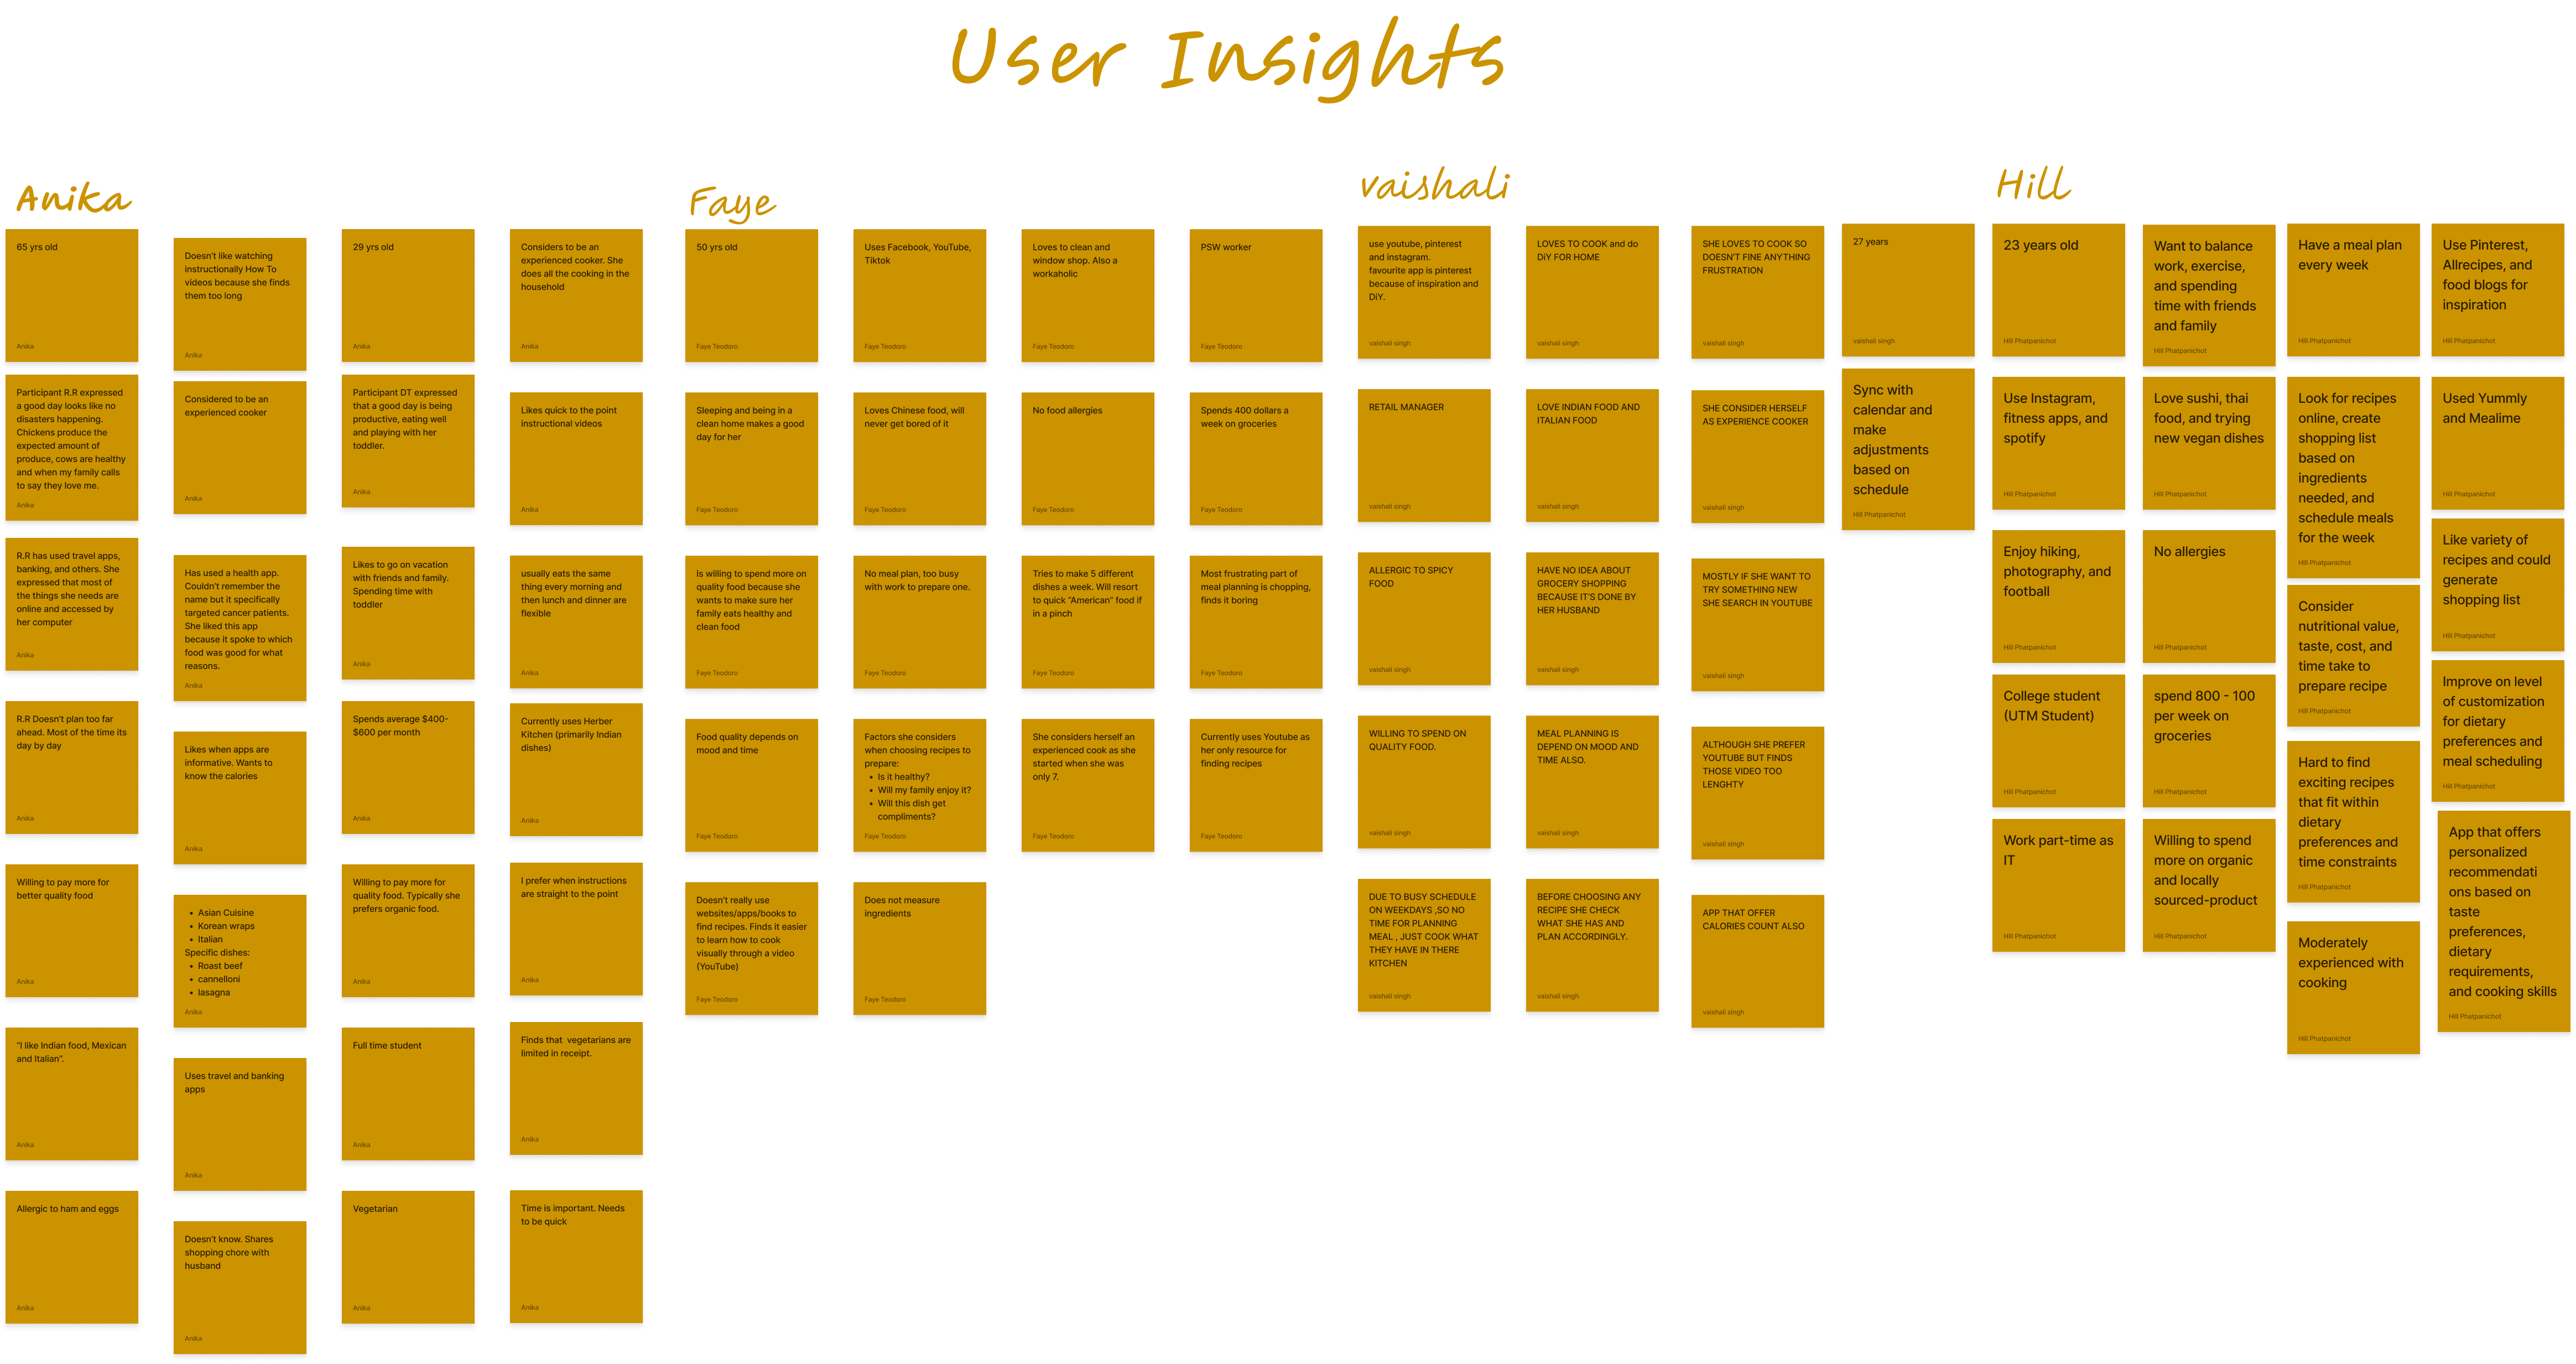 User Insights
Anika
65 yrs old
Anika
Participant R.R expressed
a good day looks like no
disasters happening.
Chickens produce the
expected amount of
produce, cows are healthy
and when my family calls
to say they love me.
Anika
R.R has used travel apps,
banking, and others. She
expressed that most of
the things she needs are
online and accessed by
her computer
Anika
R.R Doesn't plan too far
ahead. Most of the time its
day by day
Anika
Willing to pay more for
better quality food
Anika
"I like Indian food, Mexican
and Italian".
Anika
Allergic to ham and eggs
Anika
Doesn't like watching
instructionally How To
videos because she finds
them too long
Anika
Considered to be an
experienced cooker
Anika
Has used a health app.
Couldn't remember the
name but it specifically
targeted cancer patients.
She liked this app
because it spoke to which
food was good for what
reasons.
Anika
Likes when apps are
informative. Wants to
know the calories
Anika
• Asian Cuisine
• Korean wraps
• Italian
Specific dishes:
• Roast beef
• cannelloni
• lasagna
Anika
Uses travel and banking
apps
Anika
Doesn't know. Shares
shopping chore with
husband
Anika
29 yrs old
Anika
Participant DT expressed
that a good day is being
productive, eating well
and playing with her
toddler.
Anika
Likes to go on vacation
with friends and family.
Spending time with
toddler
Anika
Spends average $400-
$600 per month
Anika
Willing to pay more for
quality food. Typically she
prefers organic food.
Anika
Full time student
Anika
Vegetarian
Anika
Considers to be an
experienced cooker. She
does all the cooking in the
household
Anika
Likes quick to the point
instructional videos
Anika
usually eats the same
thing every morning and
then lunch and dinner are
flexible
Anika
Currently uses Herber
Kitchen (primarily Indian
dishes)
Anika
I prefer when instructions
are straight to the point
Anika
Finds that  vegetarians are
limited in receipt.
Anika
Time is important. Needs
to be quick
Anika
Faye
50 yrs old
Faye Teodoro
Sleeping and being in a
clean home makes a good
day for her
Faye Teodoro
Is willing to spend more on
quality food because she
wants to make sure her
family eats healthy and
clean food
Faye Teodoro
Food quality depends on
mood and time
Faye Teodoro
Doesn't really use
websites/apps/books to
find recipes. Finds it easier
to learn how to cook
visually through a video
(YouTube)
Faye Teodoro
Uses Facebook, YouTube,
Tiktok
Faye Teodoro
Loves Chinese food, will
never get bored of it
Faye Teodoro
No meal plan, too busy
with work to prepare one.
Faye Teodoro
Factors she considers
when choosing recipes to
prepare:
• Is it healthy?
• Will my family enjoy it?
• Will this dish get
compliments?
Faye Teodoro
Does not measure
ingredients
Faye Teodoro
Loves to clean and
window shop. Also a
workaholic
Faye Teodoro
No food allergies
Faye Teodoro
Tries to make 5 different
dishes a week. Will resort
to quick "American" food if
in a pinch
Faye Teodoro
She considers herself an
experienced cook as she
started when she was
only 7.
Faye Teodoro
PSW worker
Faye Teodoro
Spends 400 dollars a
week on groceries
Faye Teodoro
Most frustrating part of
meal planning is chopping,
finds it boring
Faye Teodoro
Currently uses Youtube as
her only resource for
finding recipes
Faye Teodoro
vaishali
use youtube, pinterest
and instagram.
favourite app is pinterest
because of inspiration and
DiY.
vaishali singh
RETAIL MANAGER
vaishali singh
ALLERGIC TO SPICY
FOOD
vaishali singh
WILLING TO SPEND ON
QUALITY FOOD.
vaishali singh
DUE TO BUSY SCHEDULE
ON WEEKDAYS ,SO NO
TIME FOR PLANNING
MEAL , JUST COOK WHAT
THEY HAVE IN THERE
KITCHEN
vaishali singh
LOVES TO COOK and do
DiY FOR HOME
vaishali singh
LOVE INDIAN FOOD AND
ITALIAN FOOD
vaishali singh
HAVE NO IDEA ABOUT
GROCERY SHOPPING
BECAUSE IT'S DONE BY
HER HUSBAND
vaishali singh
MEAL PLANNING IS
DEPEND ON MOOD AND
TIME ALSO.
vaishali singh
BEFORE CHOOSING ANY
RECIPE SHE CHECK
WHAT SHE HAS AND
PLAN ACCORDINGLY.
vaishali singh
SHE LOVES TO COOK SO
DOESN'T FINE ANYTHING
FRUSTRATION
vaishali singh
SHE CONSIDER HERSELF
AS EXPERIENCE COOKER
vaishali singh
MOSTLY IF SHE WANT TO
TRY SOMETHING NEW
SHE SEARCH IN YOUTUBE
vaishali singh
ALTHOUGH SHE PREFER
YOUTUBE BUT FINDS
THOSE VIDEO TOO
LENGHTY
vaishali singh
APP THAT OFFER
CALORIES COUNT ALSO
vaishali singh
27 years
vaishali singh
Sync with
calendar and
make
adjustments
based on
schedule
Hill Phatpanichot
Hill
23 years old
Hill Phatpanichot
Use Instagram,
fitness apps, and
spotify
Hill Phatpanichot
Enjoy hiking,
photography, and
football
Hill Phatpanichot
College student
(UTM Student)
Hill Phatpanichot
Work part-time as
IT
Hill Phatpanichot
Want to balance
work, exercise,
and spending
time with friends
and family
Hill Phatpanichot
Love sushi, thai
food, and trying
new vegan dishes
Hill Phatpanichot
No allergies
Hill Phatpanichot
spend 800 - 100
per week on
groceries
Hill Phatpanichot
Willing to spend
more on organic
and locally
sourced-product
Hill Phatpanichot
Have a meal plan
every week
Hill Phatpanichot
Look for recipes
online, create
shopping list
based on
ingredients
needed, and
schedule meals
for the week
Hill Phatpanichot
Consider
nutritional value,
taste, cost, and
time take to
prepare recipe
Hill Phatpanichot
Hard to find
exciting recipes
that fit within
dietary
preferences and
time constraints
Hill Phatpanichot
Moderately
experienced with
cooking
Hill Phatpanichot
Use Pinterest,
Allrecipes, and
food blogs for
inspiration
Hill Phatpanichot
Used Yummly
and Mealime
Hill Phatpanichot
Like variety of
recipes and could
generate
shopping list
Hill Phatpanichot
Improve on level
of customization
for dietary
preferences and
meal scheduling
Hill Phatpanichot
App that offers
personalized
recommendati
ons based on
taste
preferences,
dietary
requirements,
and cooking skills
Hill Phatpanichot